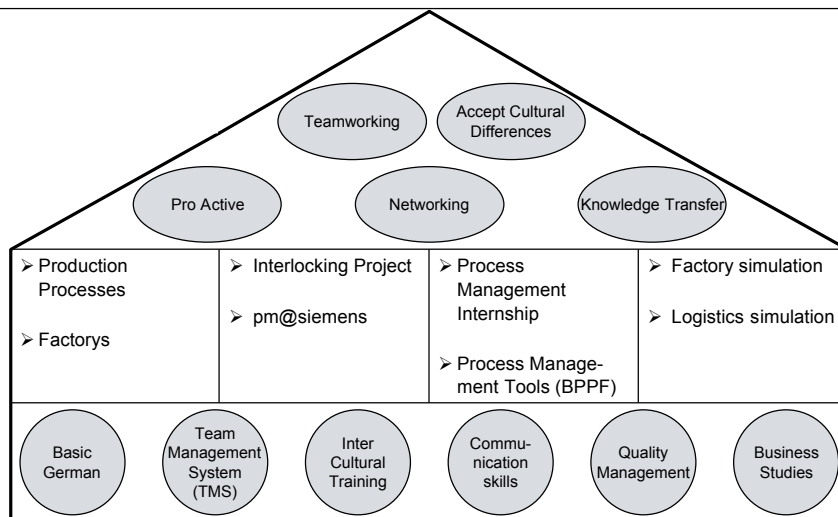 Teamworking
Accept Cultural
Differences
Pro Active
Networking
Knowledge Transfer
➢ Production
Processes
➢ Factorys
➢ Interlocking Project
➢ pm@siemens
➢ Process
Management
Internship
➢ Process Manage-
ment Tools (BPPF)
➢ Factory simulation
➢ Logistics simulation
Basic
German
Team
Management
System
(TMS)
Inter
Cultural
Training
Commu-
nication
skills
Quality
Management
Business
Studies